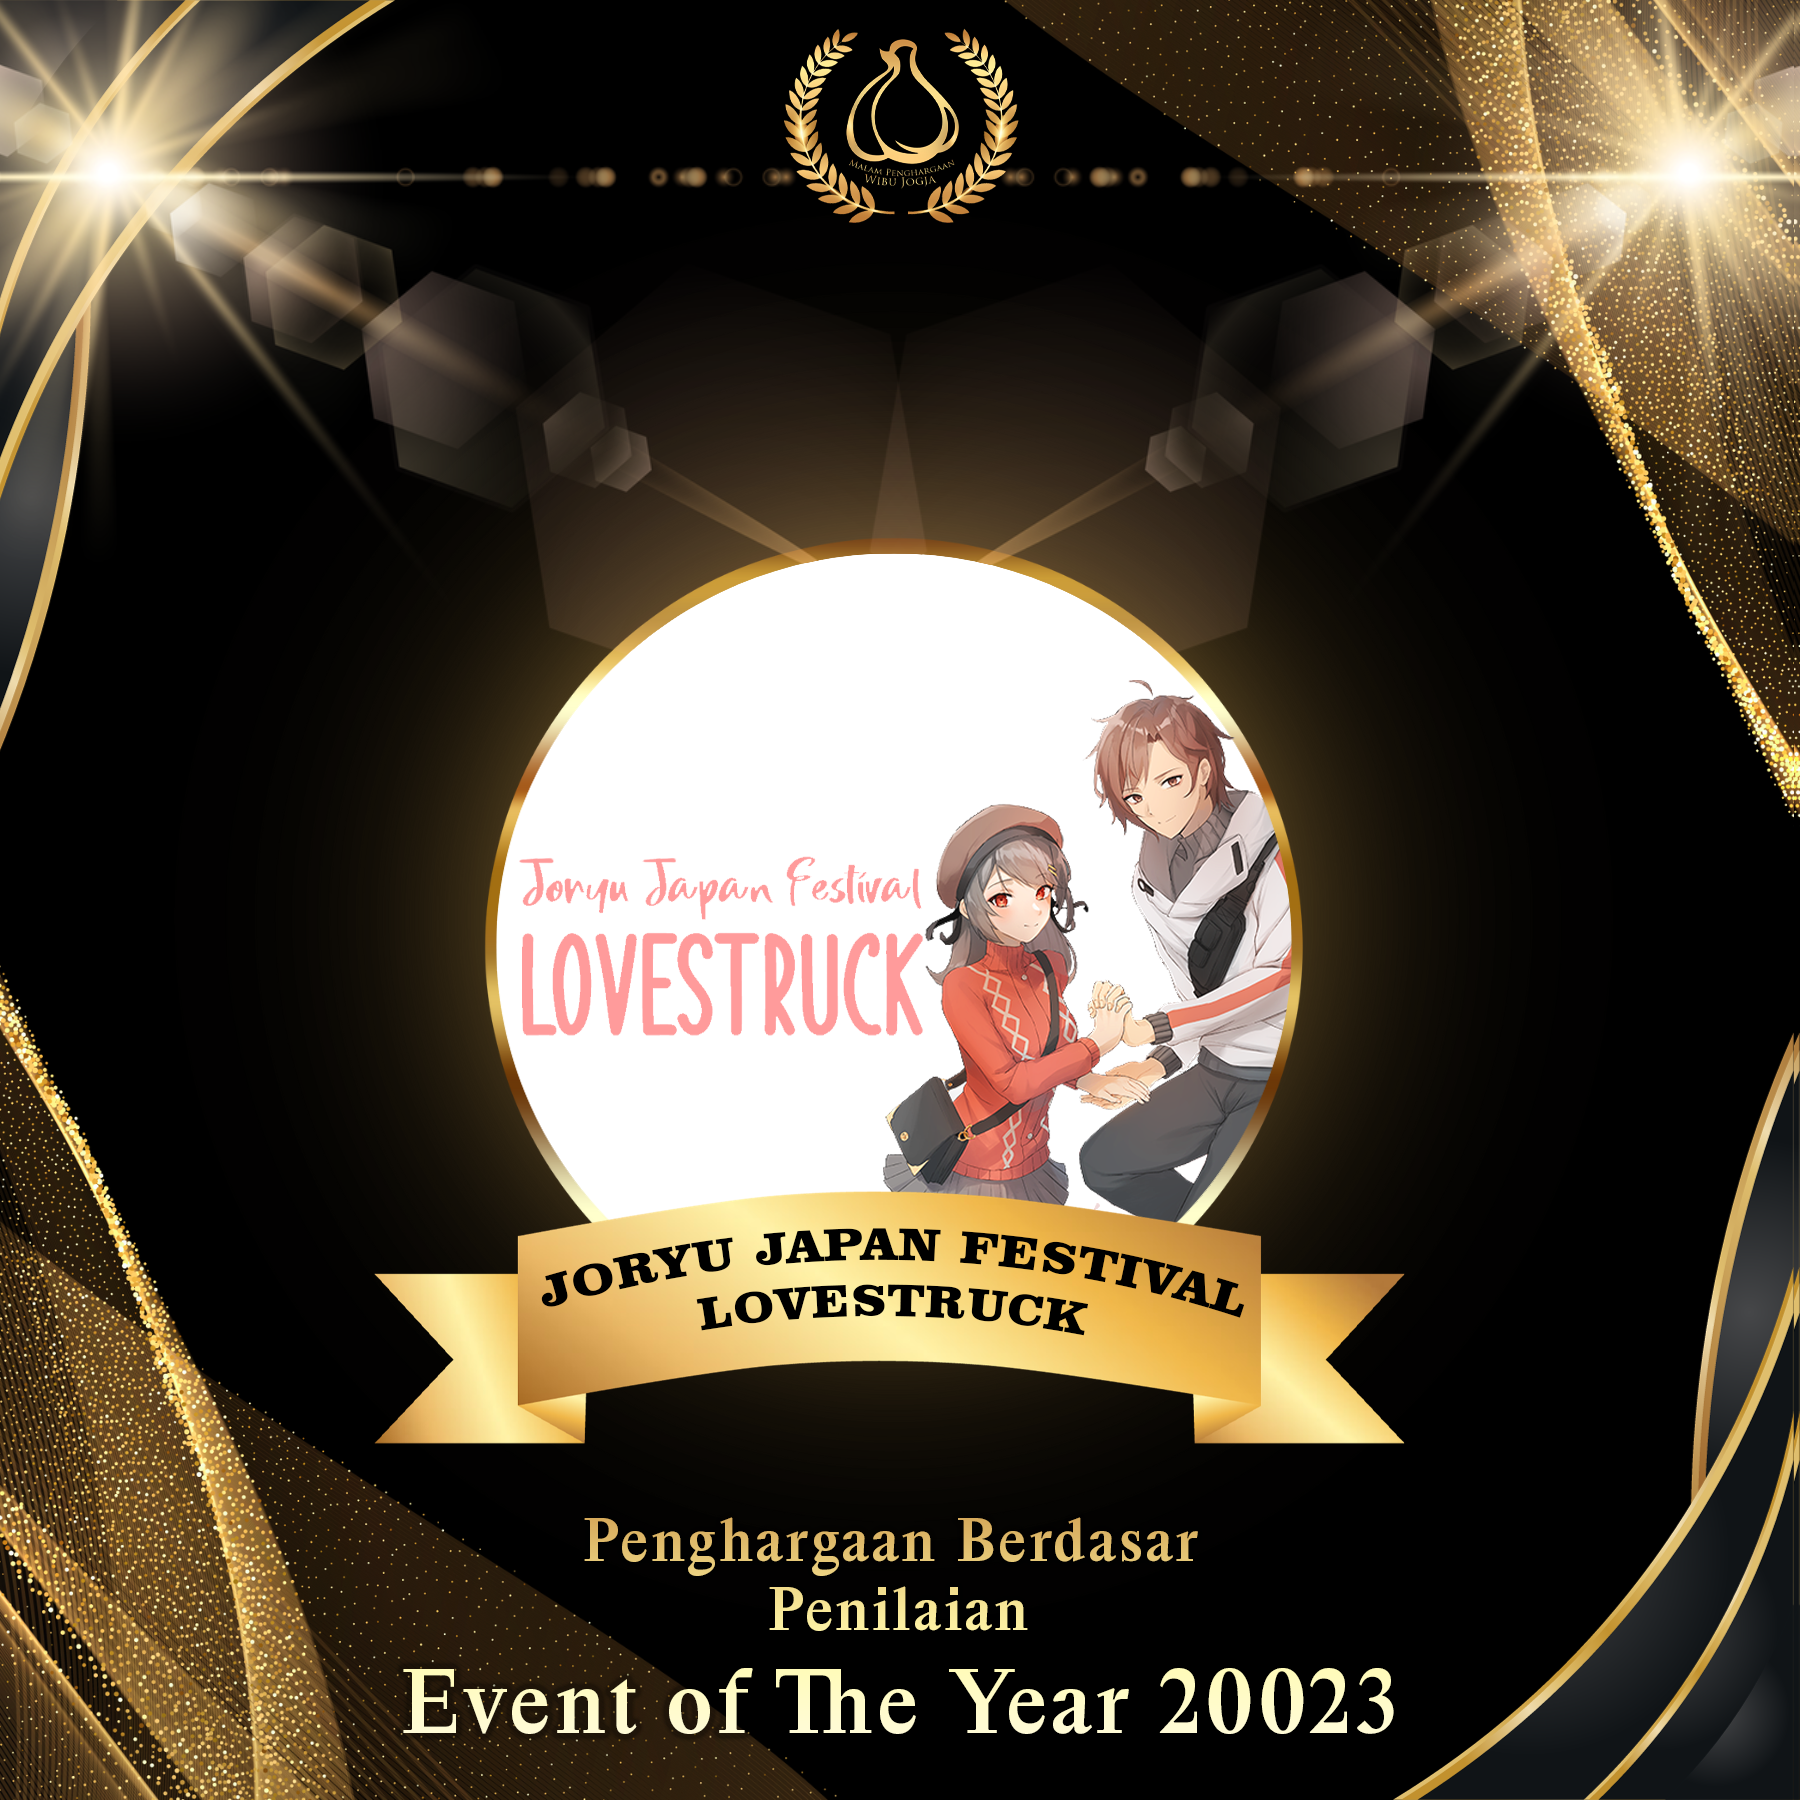 MALAM PENGHARGAAN
WIBU JOGJA
Joryu Japan Festival
LOVESTRUCK
JORYU JAPAN FESTIVAL
LOVESTRUCK
Penghargaan Berdasar
Penilaian
Event of The Year 20023